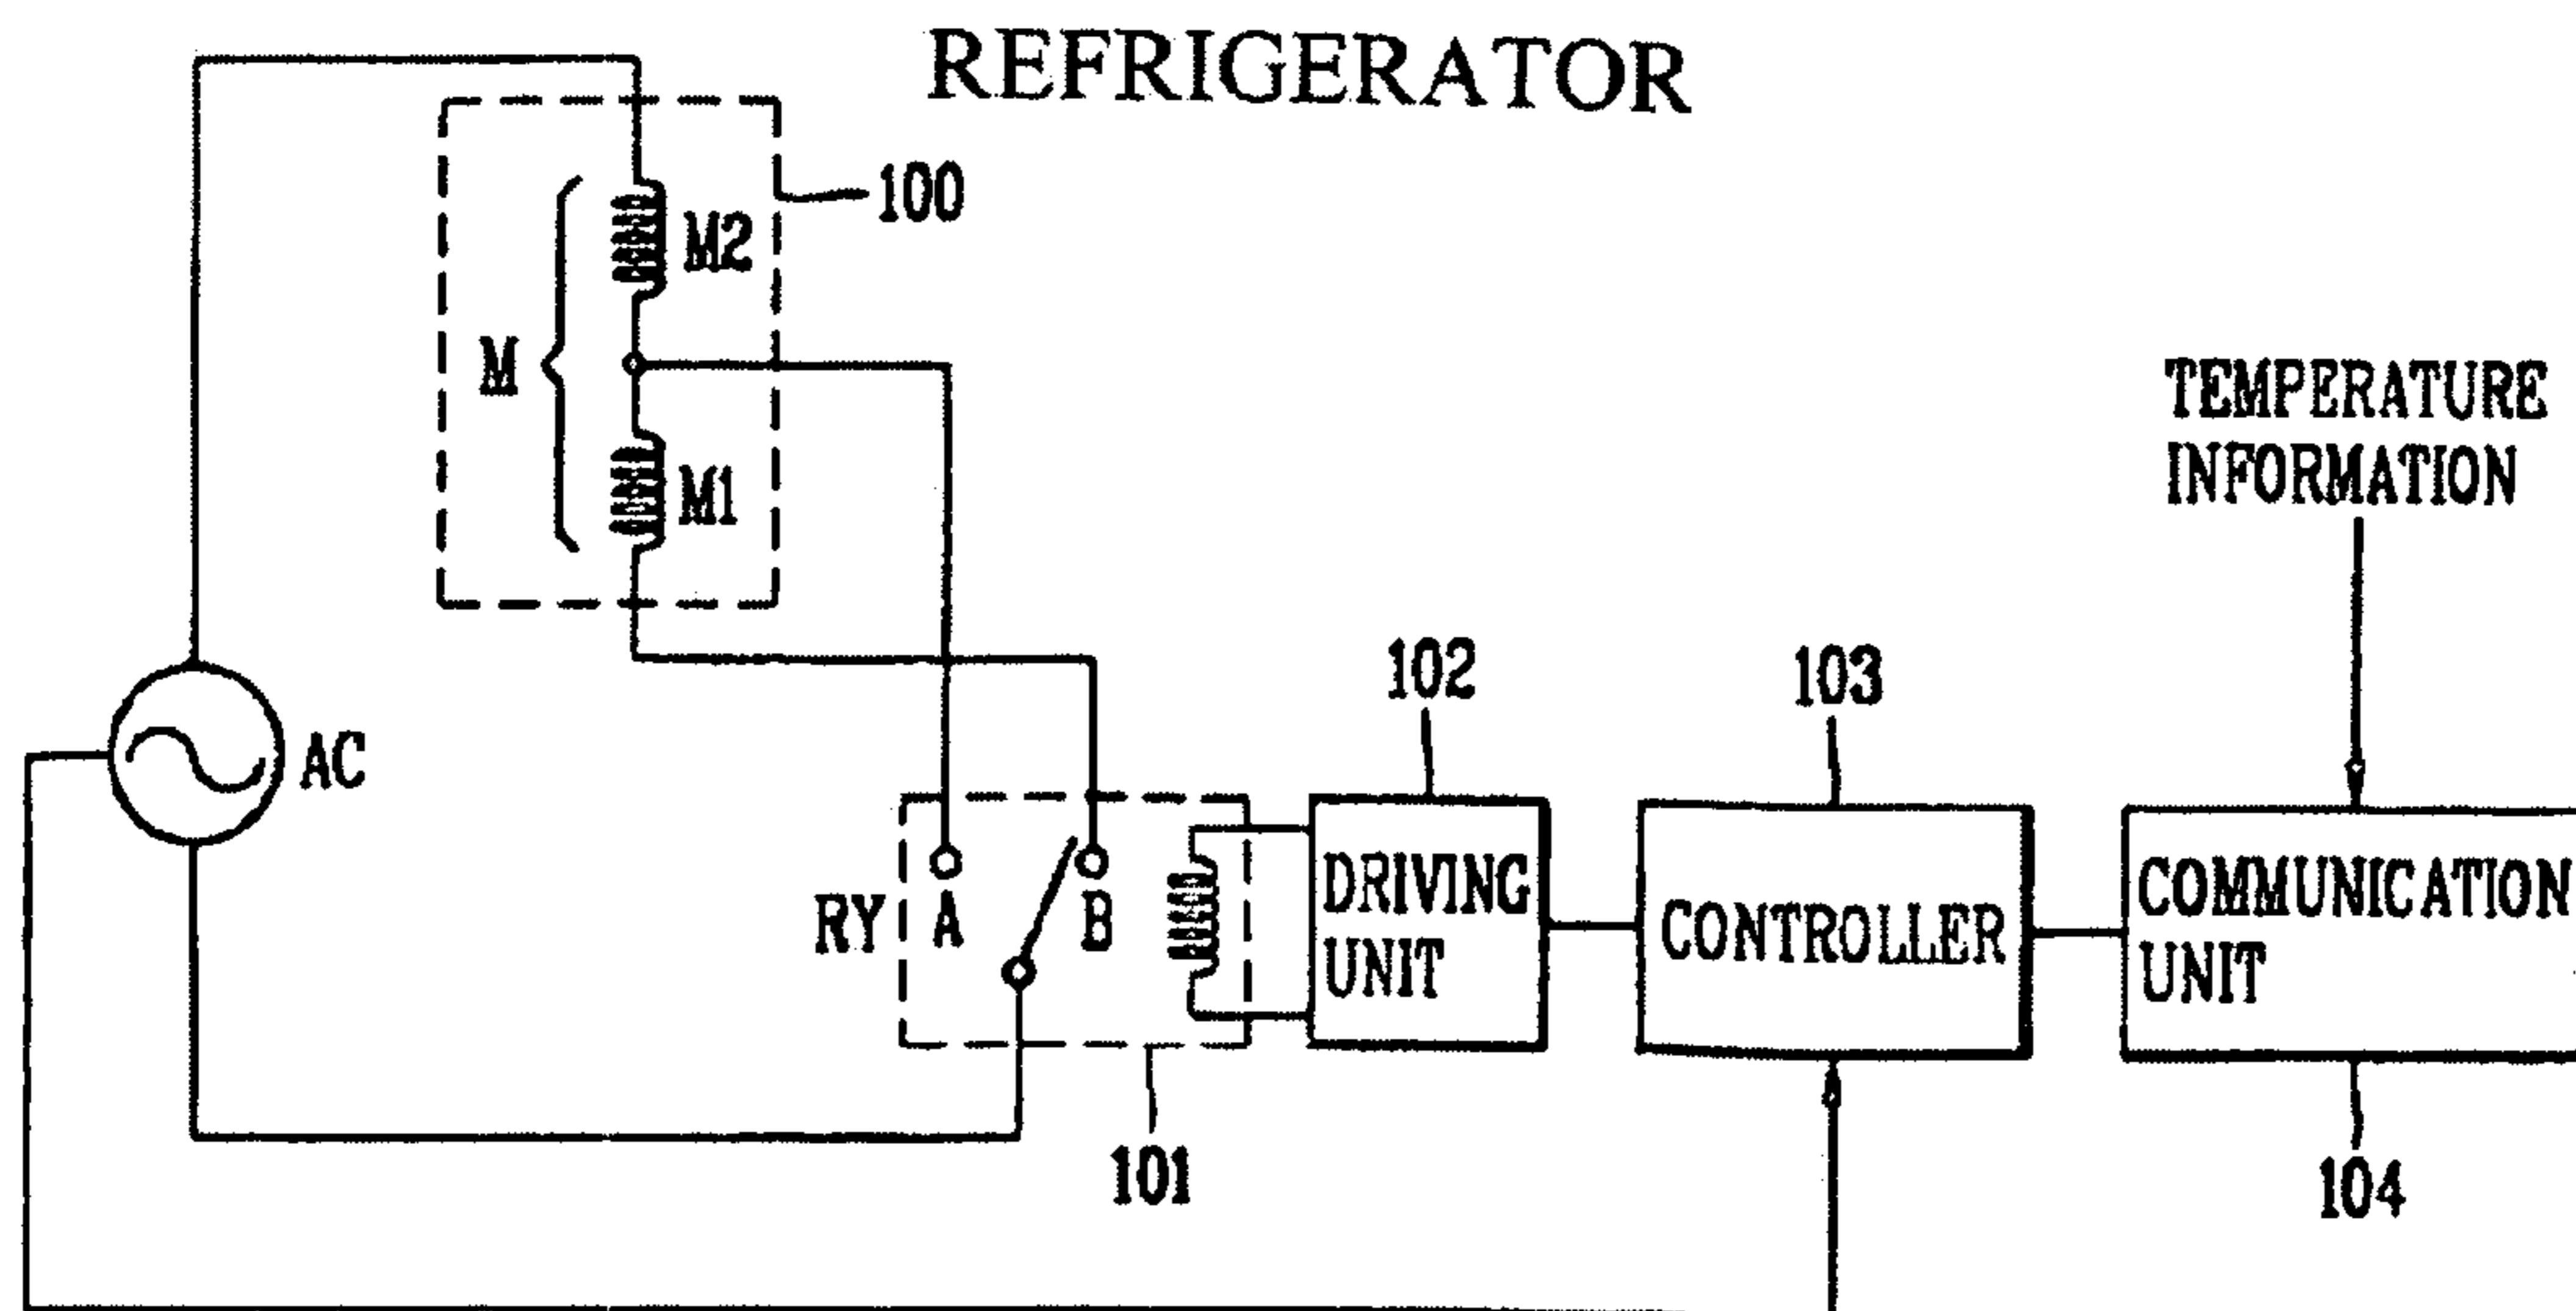 REFRIGERATOR
100
M2
M
M1
TEMPERATURE
INFORMATION
102
103
AC
RY
A
B
DRIVING
UNIT
CONTROLLER
COMMUNICATION
UNIT
101
104